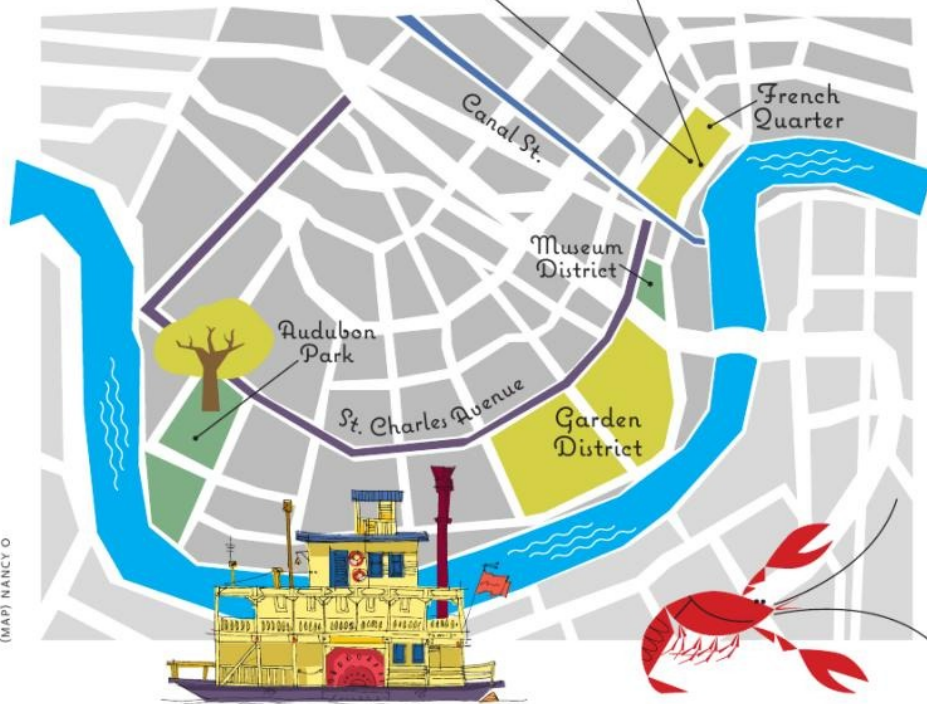 Canal St.
French
Quarter
Museum
District
Audubon
Park
St. Charles Avenue
Garden
District
(MAP) NANCY O